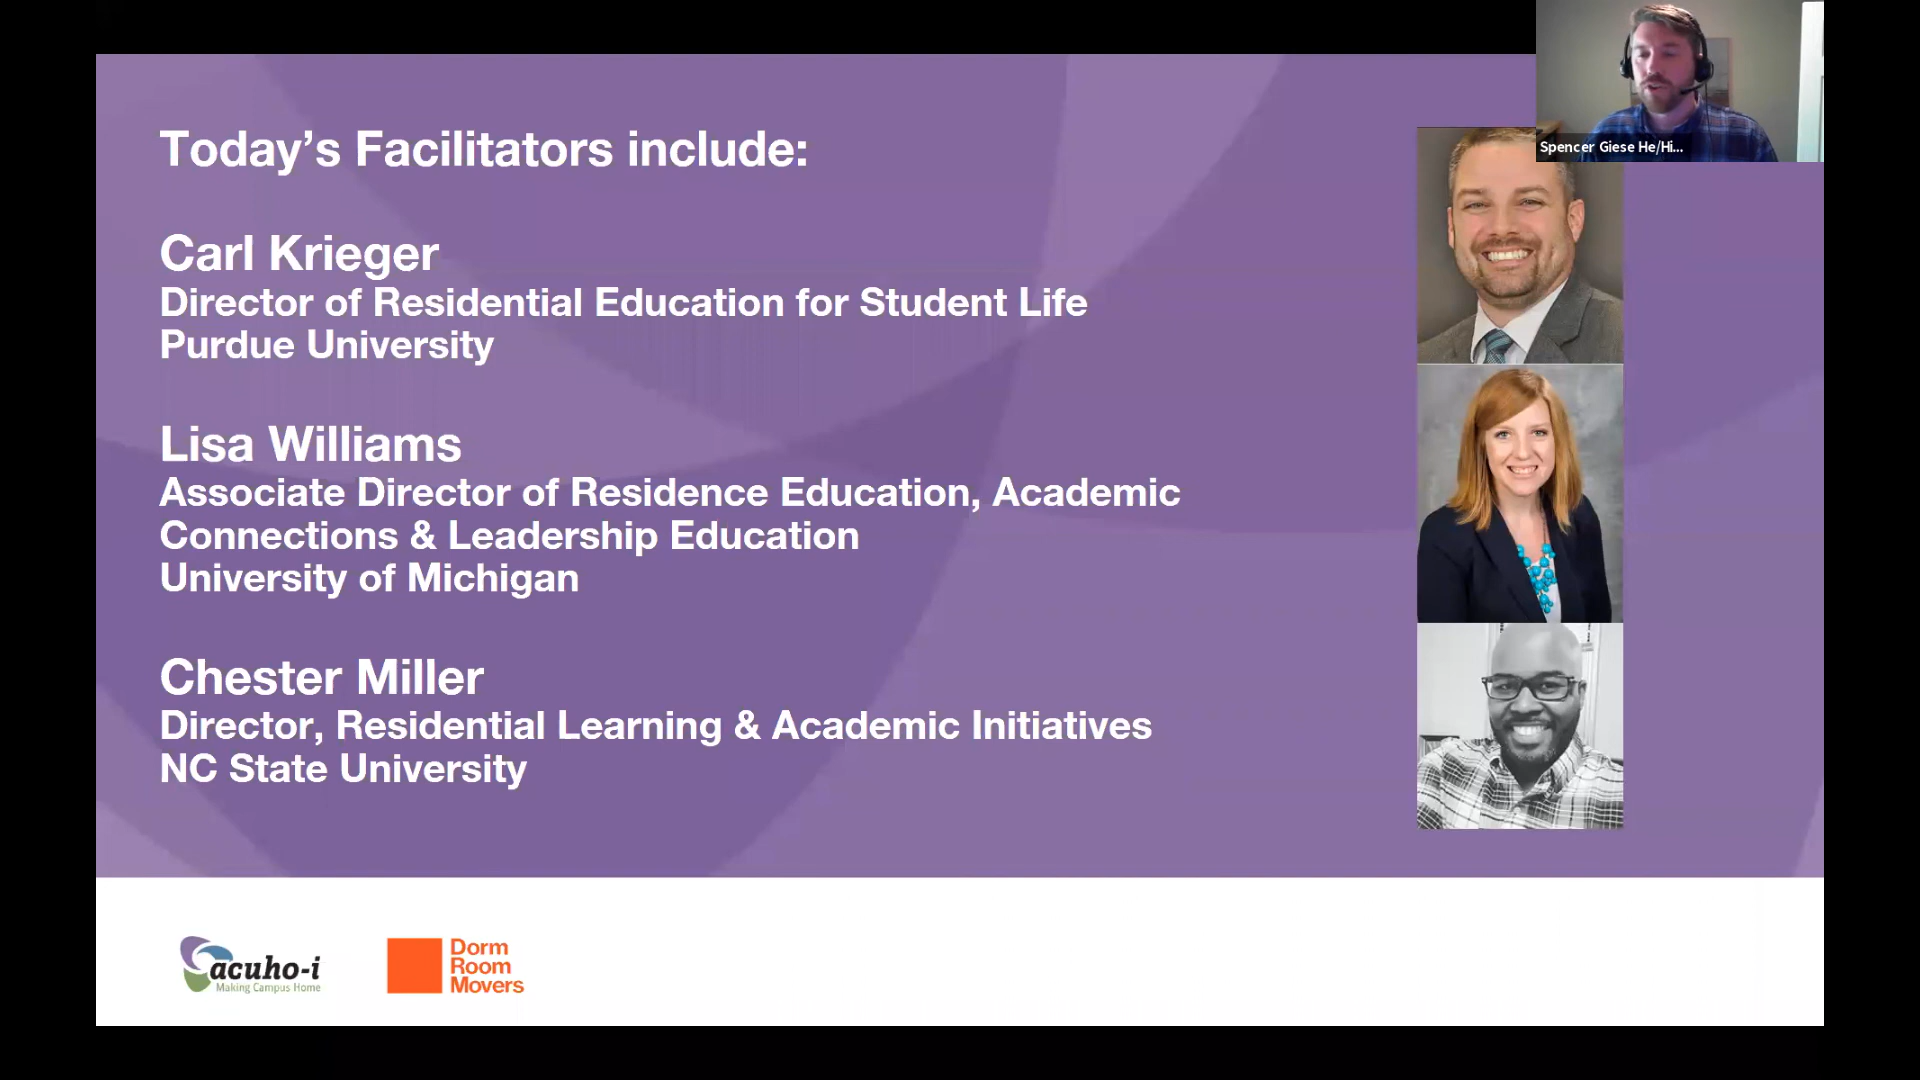 Today's Facilitators include:
Carl Krieger
Director of Residential Education for Student Life
Purdue University
Lisa Williams
Associate Director of Residence Education, Academic
Connections & Leadership Education
University of Michigan
Chester Miller
Director, Residential Learning & Academic Initiatives
NC State University
Spencer Giese He/Hi...
acuho-i
Making Campus Home
Dorm
Room
Movers